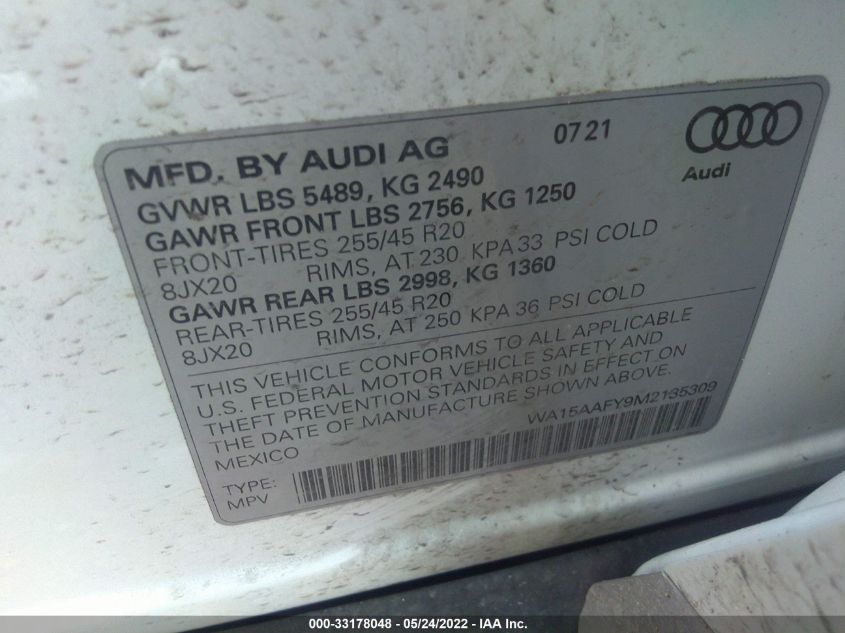 MFD. BY AUDI AG 07 21
Audi
GVWR LBS 5489, KG 2490
GAWR FRONT LBS 2756, KG 1250
FRONT-TIRES 255/45 R20
8JX20 RIMS, AT 230 KPA 33 PSI COLD
GAWR REAR LBS 2998, KG 1360
REAR-TIRES 255/45 R20
8JX20 RIMS, AT 250 KPA 36 PSI COLD
THIS VEHICLE CONFORMS TO ALL APPLICABLE
U.S. FEDERAL MOTOR VEHICLE SAFETY AND
THEFT PREVENTION STANDARDS IN EFFECT ON
THE DATE OF MANUFACTURE SHOWN ABOVE.
MEXICO WA15AAFY9M2135309
TYPE:
MPV
000-33178048 - 05/24/2022 - IAA Inc.